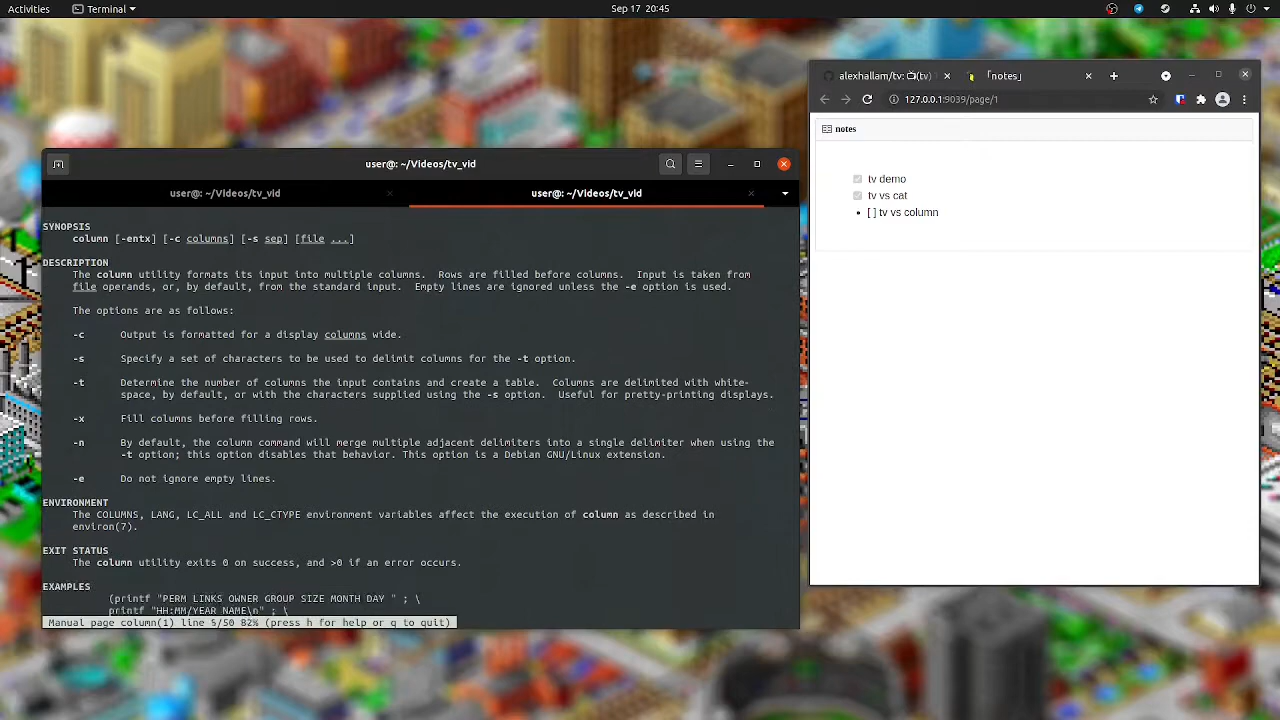 Activities
Terminal
Sep 17 20:45
user@: ~/Videos/tv_vid
user@: ~/Videos/tv_vid
user@: ~/Videos/tv_vid
SYNOPSIS
column [-entx] [-c columns] [-s sep] [file ...]
DESCRIPTION
The column utility formats its input into multiple columns.  Rows are filled before columns.  Input is taken from
file operands, or, by default, from the standard input.  Empty lines are ignored unless the -e option is used.
The options are as follows:
-c      Output is formatted for a display columns wide.
-s      Specify a set of characters to be used to delimit columns for the -t option.
-t      Determine the number of columns the input contains and create a table.  Columns are delimited with white-
space, by default, or with the characters supplied using the -s option.  Useful for pretty-printing displays.
-x      Fill columns before filling rows.
-n      By default, the column command will merge multiple adjacent delimiters into a single delimiter when using the
-t option; this option disables that behavior. This option is a Debian GNU/Linux extension.
-e      Do not ignore empty lines.
ENVIRONMENT
The COLUMNS, LANG, LC_ALL and LC_CTYPE environment variables affect the execution of column as described in
environ(7).
EXIT STATUS
The column utility exits 0 on success, and >0 if an error occurs.
EXAMPLES
(printf "PERM LINKS OWNER GROUP SIZE MONTH DAY " ; \
printf "HH:MM/YEAR NAME\n" ; \
Manual page column(1) line 5/50 82% (press h for help or q to quit)
alexhallam/tv: 📺(tv)
「notes」
127.0.0.1:9039/page/1
notes
tv demo
tv vs cat
• [ ] tv vs column